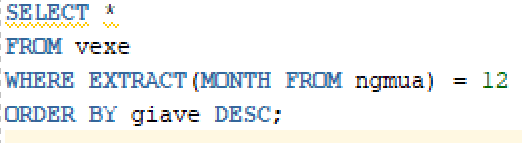 SELECT *
FROM vexe
WHERE EXTRACT(MONTH FROM ngmua) = 12
ORDER BY giave DESC;